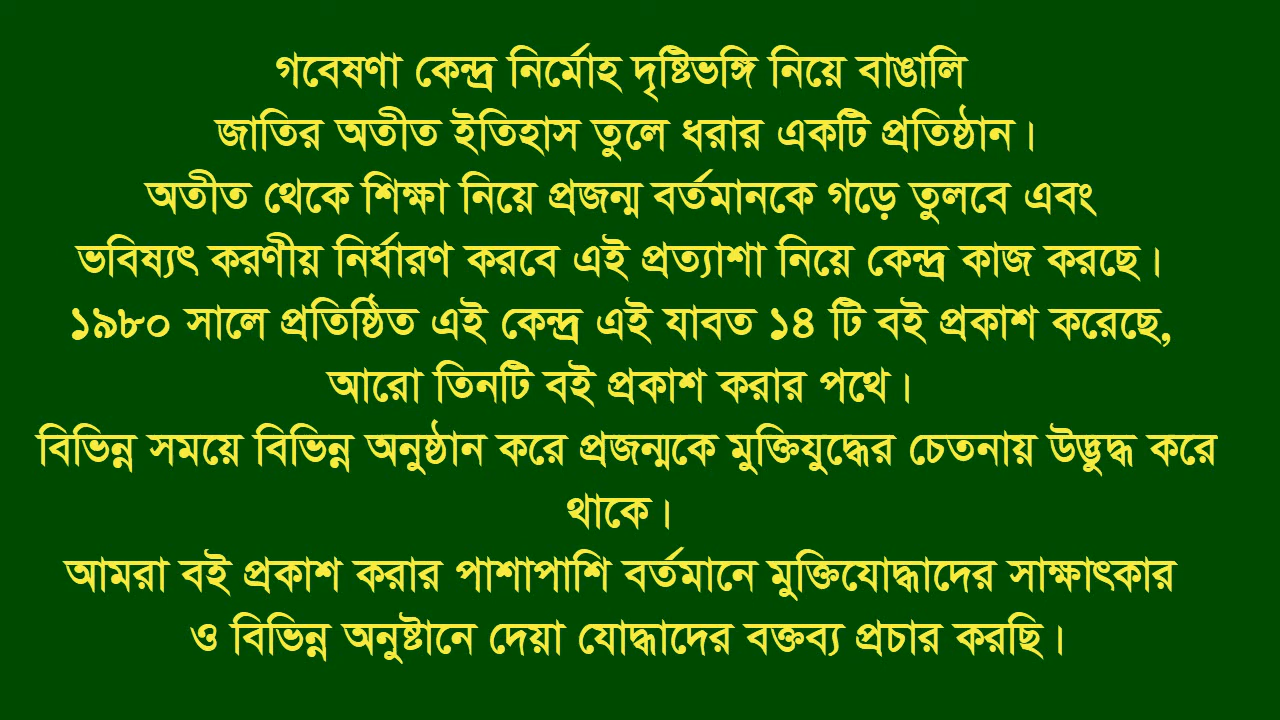 গবেষণা কেন্দ্র নির্মোহ দৃষ্টিভঙ্গি নিয়ে বাঙালি
জাতির অতীত ইতিহাস তুলে ধরার একটি প্রতিষ্ঠান।
অতীত থেকে শিক্ষা নিয়ে প্রজন্ম বর্তমানকে গড়ে তুলবে এবং
ভবিষ্যৎ করণীয় নির্ধারণ করবে এই প্রত্যাশা নিয়ে কেন্দ্র কাজ করছে।
১৯৮০ সালে প্রতিষ্ঠিত এই কেন্দ্র এই যাবত ১৪ টি বই প্রকাশ করেছে,
আরো তিনটি বই প্রকাশ করার পথে।
বিভিন্ন সময়ে বিভিন্ন অনুষ্ঠান করে প্রজন্মকে মুক্তিযুদ্ধের চেতনায় উদ্ভুদ্ধ করে
থাকে।
আমরা বই প্রকাশ করার পাশাপাশি বর্তমানে মুক্তিযোদ্ধাদের সাক্ষাৎকার
ও বিভিন্ন অনুষ্টানে দেয়া যোদ্ধাদের বক্তব্য প্রচার করছি।